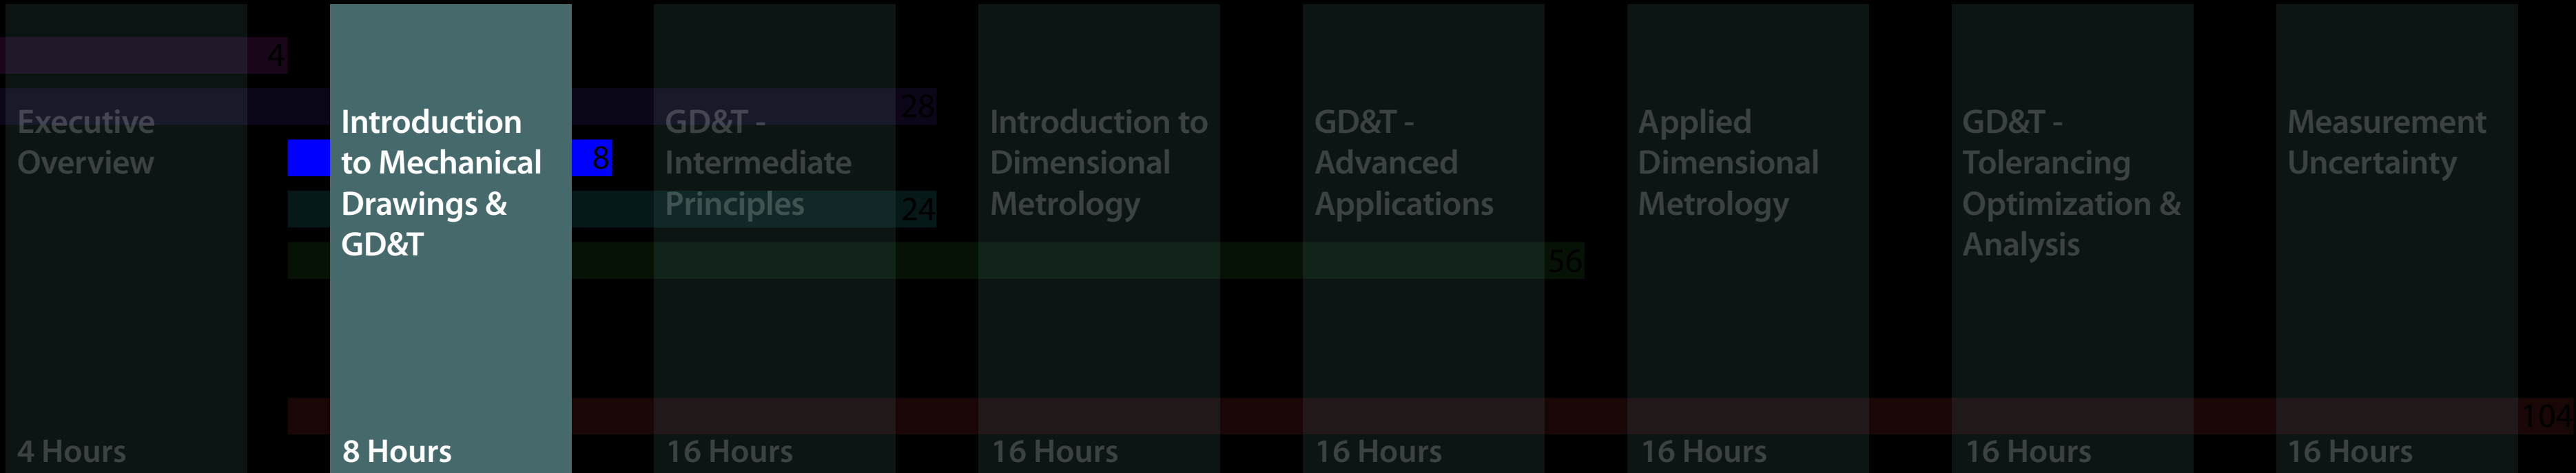 4
Executive
Overview
4 Hours
Introduction
to Mechanical
Drawings &
GD&T
8 Hours
8
GD&T -
Intermediate
Principles
16 Hours
28
24
Introduction to
Dimensional
Metrology
16 Hours
GD&T -
Advanced
Applications
16 Hours
56
Applied
Dimensional
Metrology
16 Hours
GD&T -
Tolerancing
Optimization &
Analysis
16 Hours
Measurement
Uncertainty
16 Hours
104